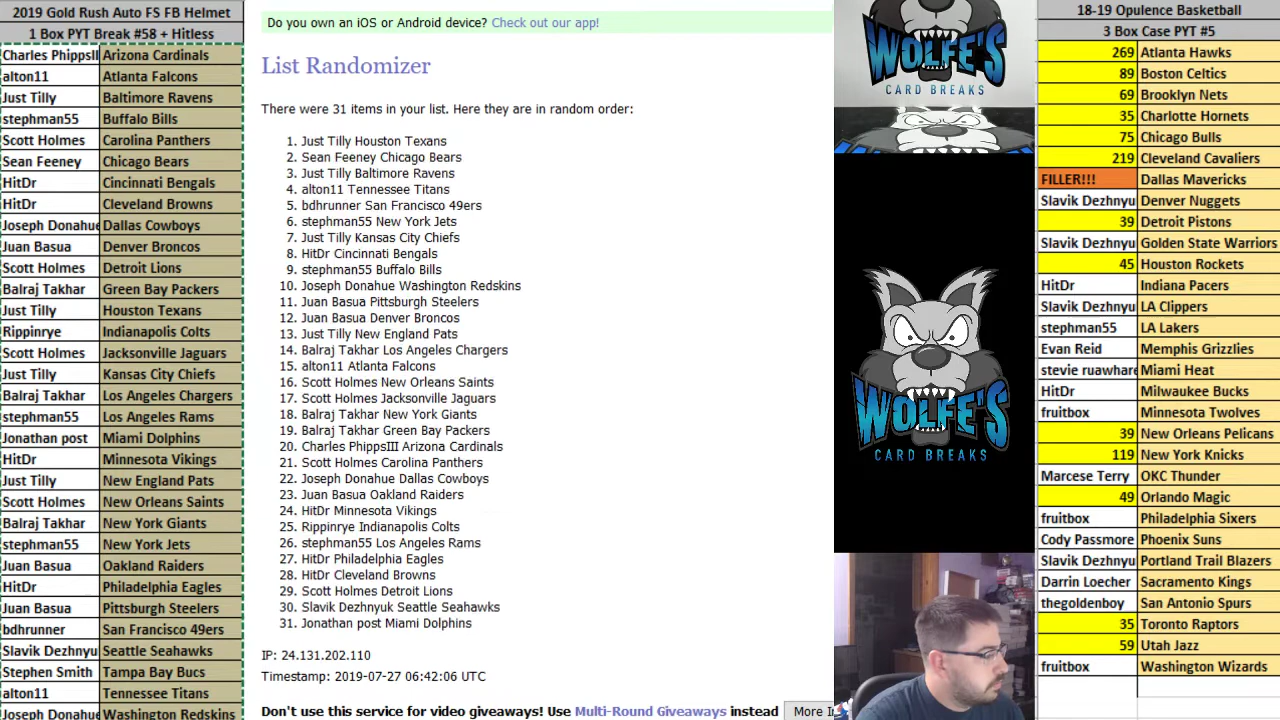 2019 Gold Rush Auto FS FB Helmet
1 Box PYT Break #58 + Hitless
Charles PhippsII Arizona Cardinals
alton11 Atlanta Falcons
Just Tilly Baltimore Ravens
stephman55 Buffalo Bills
Scott Holmes Carolina Panthers
Sean Feeney Chicago Bears
HitDr Cincinnati Bengals
HitDr Cleveland Browns
Joseph Donahue Dallas Cowboys
Juan Basua Denver Broncos
Scott Holmes Detroit Lions
Balraj Takhar Green Bay Packers
Just Tilly Houston Texans
Rippinrye Indianapolis Colts
Scott Holmes Jacksonville Jaguars
Just Tilly Kansas City Chiefs
Balraj Takhar Los Angeles Chargers
stephman55 Los Angeles Rams
Jonathan post Miami Dolphins
HitDr Minnesota Vikings
Just Tilly New England Pats
Scott Holmes New Orleans Saints
Balraj Takhar New York Giants
stephman55 New York Jets
Juan Basua Oakland Raiders
HitDr Philadelphia Eagles
Juan Basua Pittsburgh Steelers
bdhrunner San Francisco 49ers
Slavik Dezhnyu Seattle Seahawks
Stephen Smith Tampa Bay Bucs
alton11 Tennessee Titans
Joseph Donahue Washington Redskins
Do you own an iOS or Android device? Check out our app!
List Randomizer
There were 31 items in your list. Here they are in random order:
1. Just Tilly Houston Texans
2. Sean Feeney Chicago Bears
3. Just Tilly Baltimore Ravens
4. alton11 Tennessee Titans
5. bdhrunner San Francisco 49ers
6. stephman55 New York Jets
7. Just Tilly Kansas City Chiefs
8. HitDr Cincinnati Bengals
9. stephman55 Buffalo Bills
10. Joseph Donahue Washington Redskins
11. Juan Basua Pittsburgh Steelers
12. Juan Basua Denver Broncos
13. Just Tilly New England Pats
14. Balraj Takhar Los Angeles Chargers
15. alton11 Atlanta Falcons
16. Scott Holmes New Orleans Saints
17. Scott Holmes Jacksonville Jaguars
18. Balraj Takhar New York Giants
19. Balraj Takhar Green Bay Packers
20. Charles PhippsIII Arizona Cardinals
21. Scott Holmes Carolina Panthers
22. Joseph Donahue Dallas Cowboys
23. Juan Basua Oakland Raiders
24. HitDr Minnesota Vikings
25. Rippinrye Indianapolis Colts
26. stephman55 Los Angeles Rams
27. HitDr Philadelphia Eagles
28. HitDr Cleveland Browns
29. Scott Holmes Detroit Lions
30. Slavik Dezhnyuk Seattle Seahawks
31. Jonathan post Miami Dolphins
IP: 24.131.202.110
Timestamp: 2019-07-27 06:42:06 UTC
Don't use this service for video giveaways! Use Multi-Round Giveaways instead
More In
WOLFE'S
CARD BREAKS
WOLFE'S
CARD BREAKS
18-19 Opulence Basketball
3 Box Case PYT #5
269 Atlanta Hawks
89 Boston Celtics
69 Brooklyn Nets
35 Charlotte Hornets
75 Chicago Bulls
219 Cleveland Cavaliers
FILLER!!! Dallas Mavericks
Slavik Dezhnyu Denver Nuggets
39 Detroit Pistons
Slavik Dezhnyu Golden State Warriors
45 Houston Rockets
HitDr Indiana Pacers
Slavik Dezhnyu LA Clippers
stephman55 LA Lakers
Evan Reid Memphis Grizzlies
stevie ruawhare Miami Heat
HitDr Milwaukee Bucks
fruitbox Minnesota Twolves
39 New Orleans Pelicans
119 New York Knicks
Marcese Terry OKC Thunder
49 Orlando Magic
fruitbox Philadelphia Sixers
Cody Passmore Phoenix Suns
Slavik Dezhnyu Portland Trail Blazers
Darrin Loecher Sacramento Kings
thegoldenboy San Antonio Spurs
35 Toronto Raptors
59 Utah Jazz
fruitbox Washington Wizards